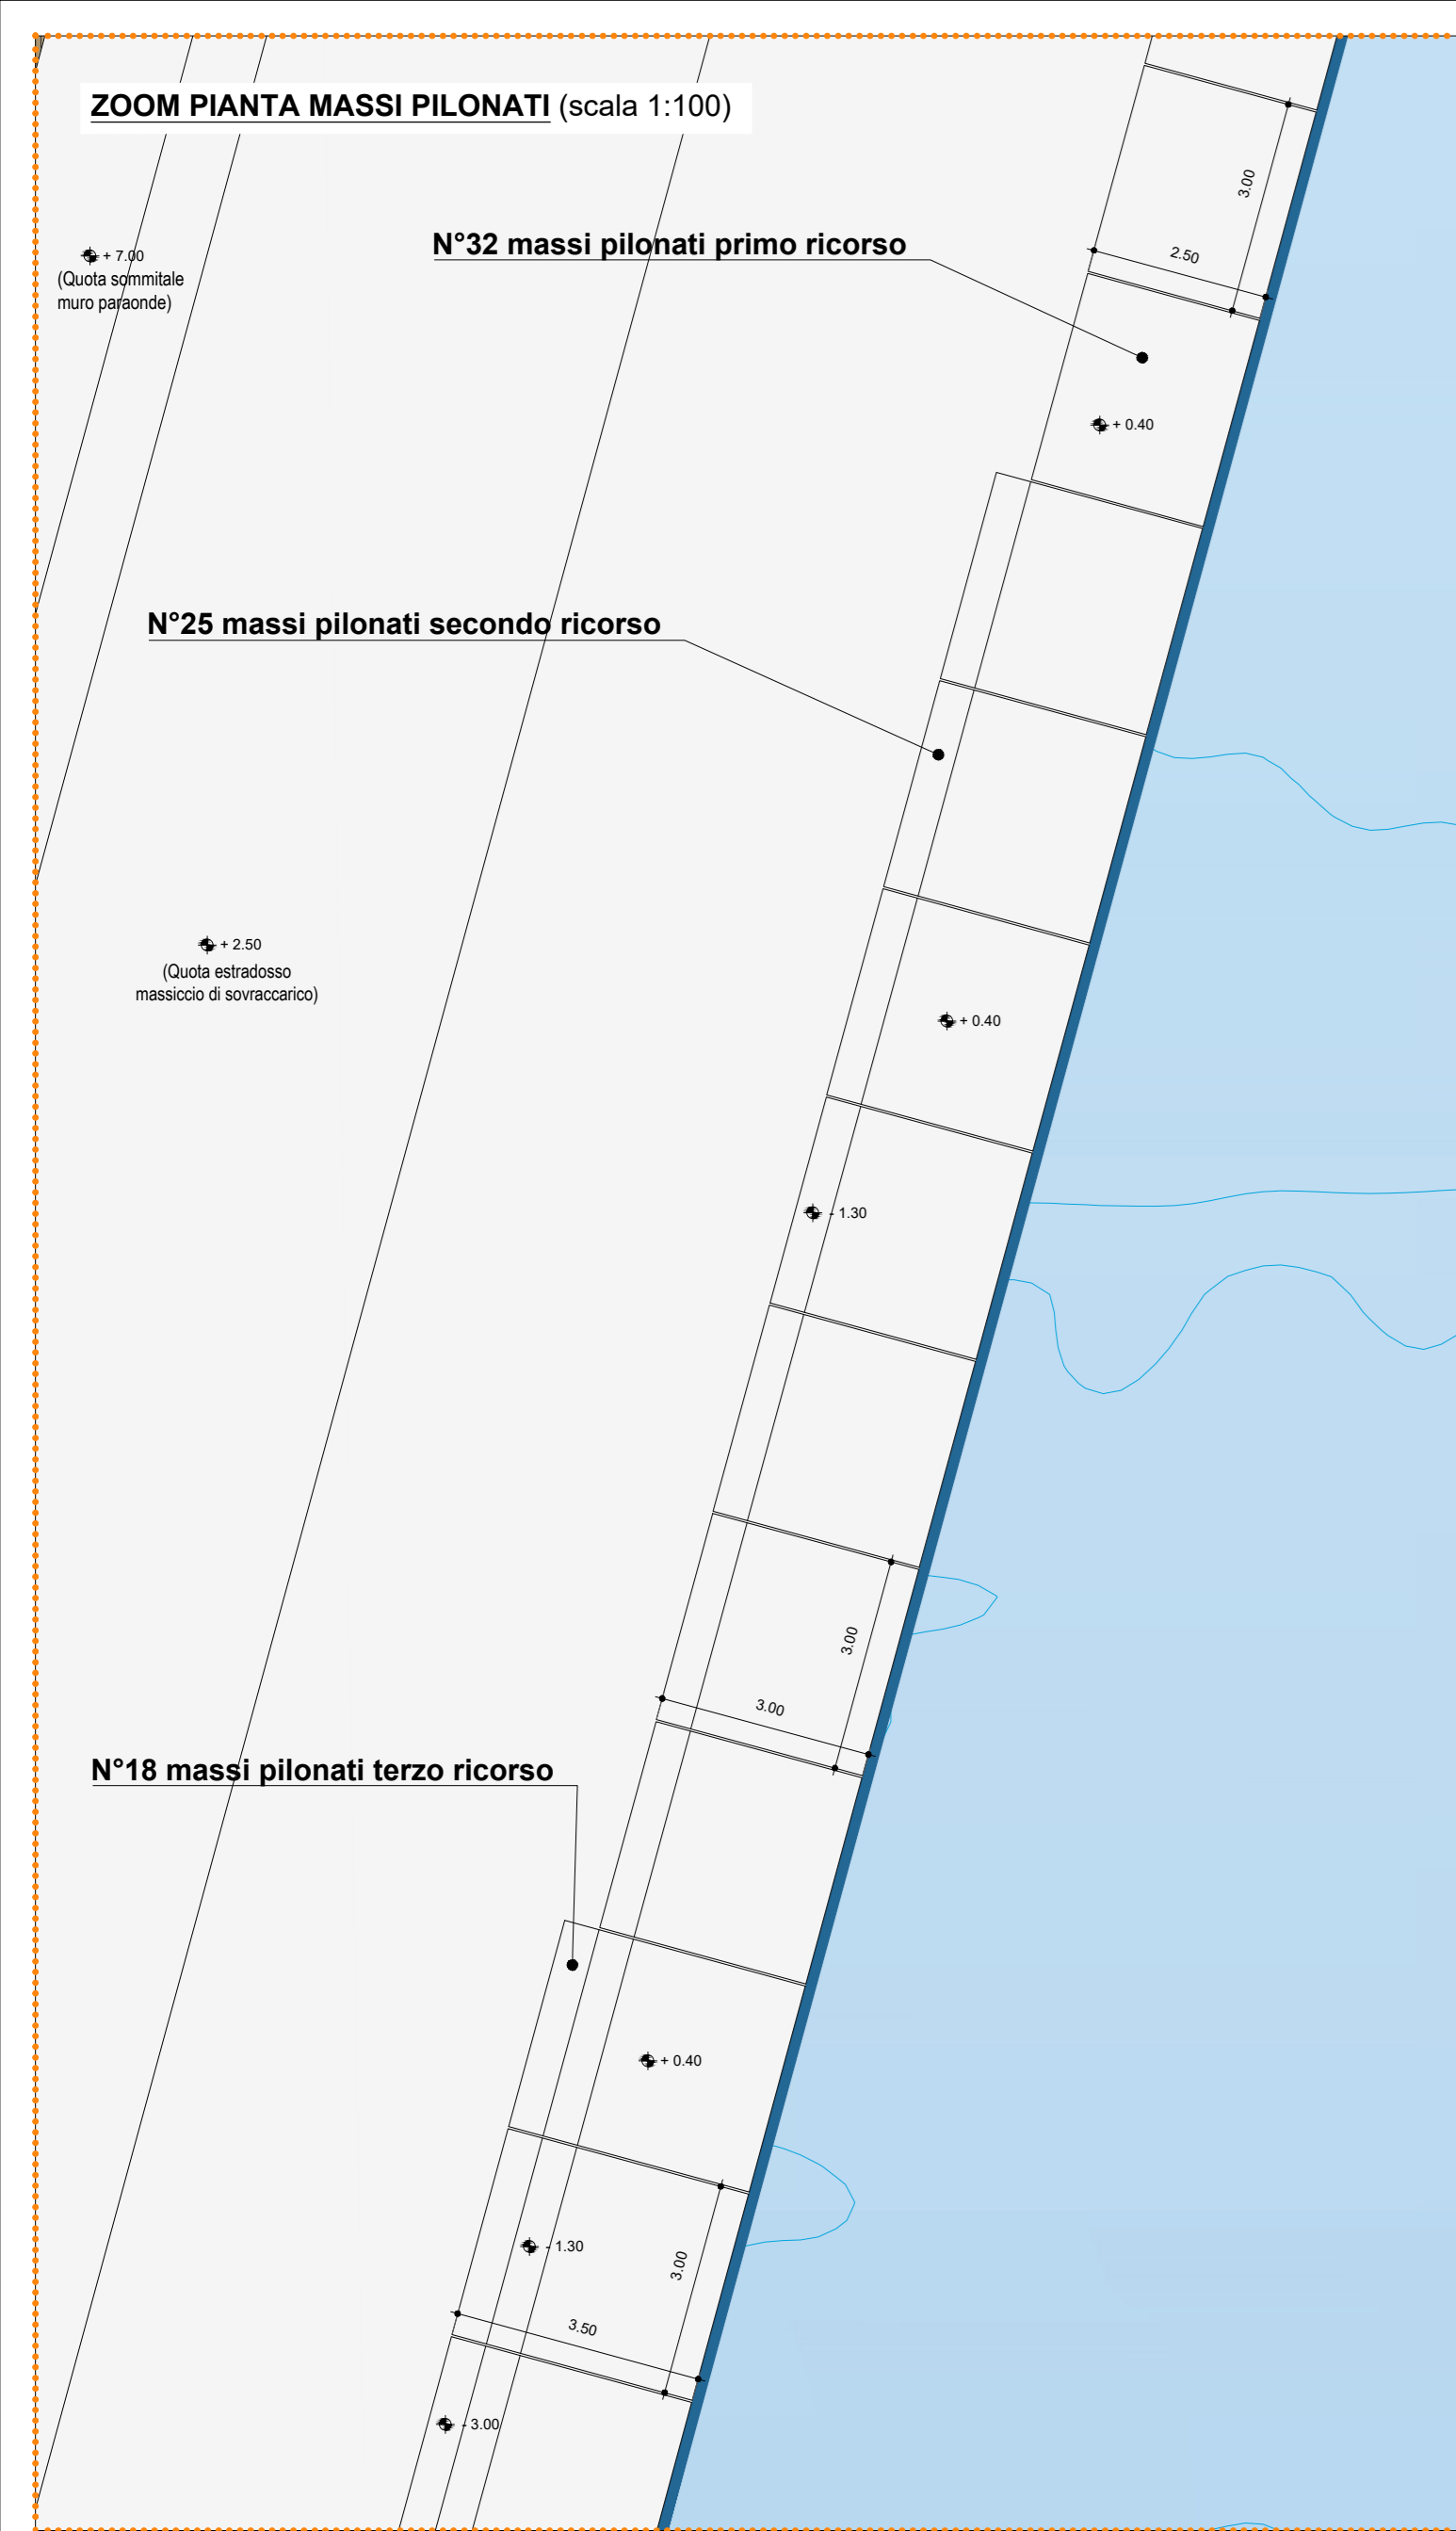 ZOOM PIANTA MASSI PILONATI (scala 1:100)
3.00
N°32 massi pilonati primo ricorso
+ 7.00
(Quota sommitale
muro paraonde)
2.50
+ 0.40
N°25 massi pilonati secondo ricorso
+ 2.50
(Quota estradosso
massiccio di sovraccarico)
+ 0.40
- 1.30
3.00
3.00
N°18 massi pilonati terzo ricorso
+ 0.40
- 1.30
3.00
3.50
- 3.00